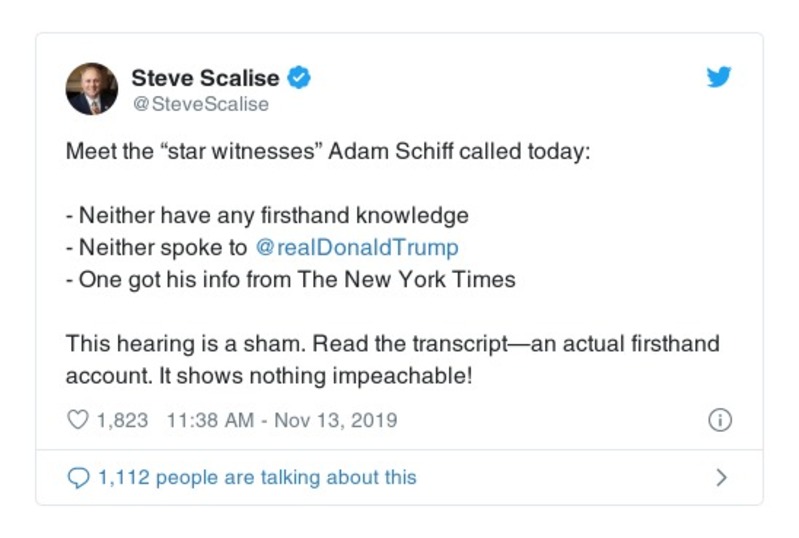 Steve Scalise
@SteveScalise
Meet the “star witnesses” Adam Schiff called today:
- Neither have any firsthand knowledge
- Neither spoke to @realDonaldTrump
- One got his info from The New York Times
This hearing is a sham. Read the transcript—an actual firsthand
account. It shows nothing impeachable!
1,823 11:38 AM - Nov 13, 2019
1,112 people are talking about this